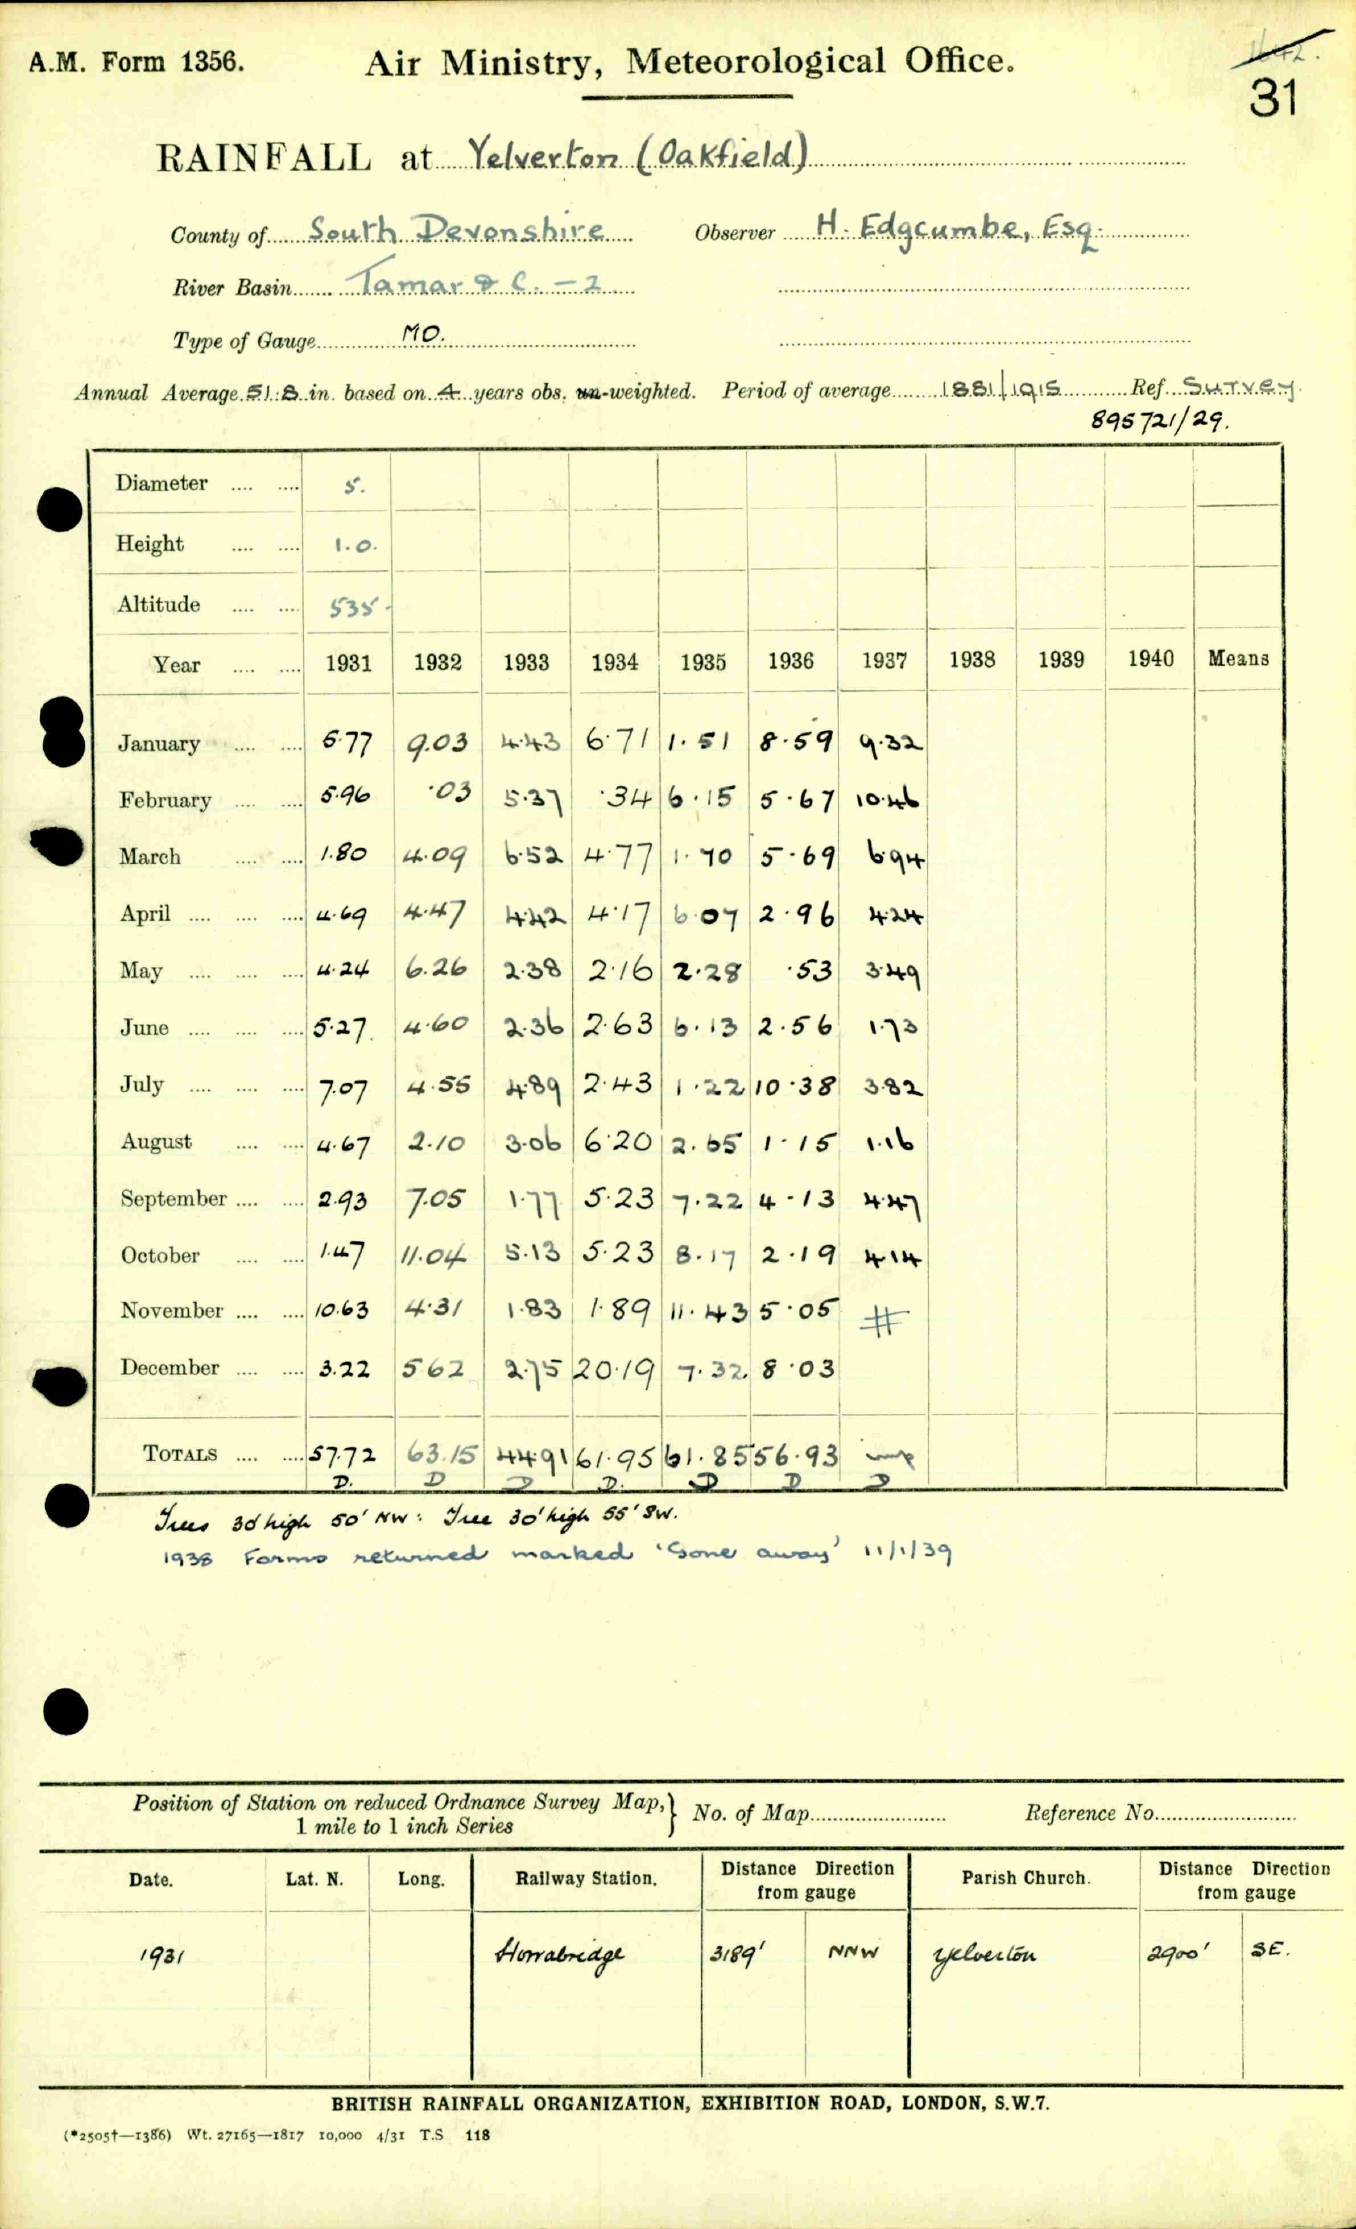 A.M. Form 1356.
Air Ministry, Meteorological Office.
31
RAINFALL at Yelverton (Oakfield)
County of South Devonshire Observer H. Edgcumbe, Esq.
River Basin Tamar & C. - 2
Type of Gauge MO.
Annual Average 51.8 in. based on 4 years obs. un-weighted. Period of average 1881/1915 Ref. Survey
895721/29.
Diameter .... .... 5.
Height .... .... 1.0.
Altitude .... .... 535.
Year .... .... 1931 1932 1933 1934 1935 1936 1937 1938 1939 1940 Means
January .... .... 5.77 9.03 4.43 6.71 1.51 8.59 9.32
February .... .... 5.96 .03 5.37 .34 6.15 5.67 10.46
March .... .... 1.80 4.09 6.52 4.77 1.70 5.69 6.94
April .... .... .... 4.69 4.47 4.42 4.17 6.07 2.96 4.24
May .... .... .... 4.24 6.26 2.38 2.16 2.28 .53 3.49
June .... .... .... 5.27 4.60 2.36 2.63 6.13 2.56 1.73
July .... .... .... 7.07 4.55 4.89 2.43 1.22 10.38 3.82
August .... .... 4.67 2.10 3.06 6.20 2.65 1.15 1.16
September .... .... 2.93 7.05 1.77 5.23 7.22 4.13 4.47
October .... .... 1.47 11.04 5.13 5.23 8.17 2.19 4.14
November .... .... 10.63 4.31 1.83 1.89 11.43 5.05 #
December .... .... 3.22 5 62 2.75 20.19 7.32 8.03
TOTALS .... .... 57.72 63.15 44.91 61.95 61.85 56.93 imp
D. D D D. D D D
Trees 30' high 50' NW: Tree 30' high 55' SW.
1938 Forms returned marked 'Gone away' 11/1/39
Position of Station on reduced Ordnance Survey Map, 1 mile to 1 inch Series } No. of Map Reference No.
Date. Lat. N. Long. Railway Station. Distance Direction from gauge Parish Church. Distance Direction from gauge
1931 Horrabridge 3189' NNW Yelverton 2900' SE.
BRITISH RAINFALL ORGANIZATION, EXHIBITION ROAD, LONDON, S.W.7.
(*2505†—1386) Wt. 27165—1817 10,000 4/31 T.S 118